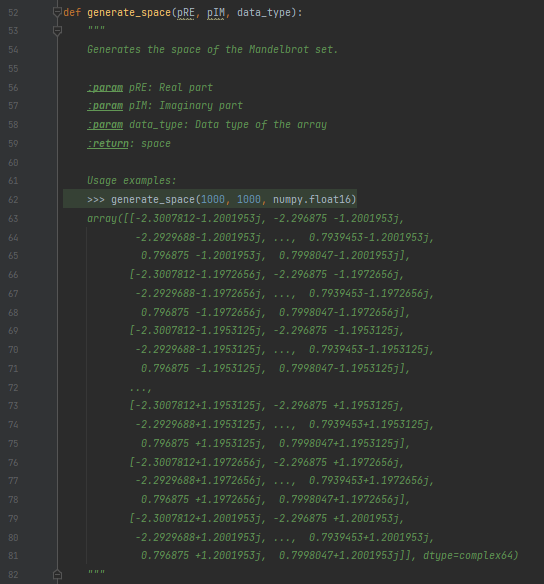 52 def generate_space(pRE, pIM, data_type):
53 """
54 Generates the space of the Mandelbrot set.
55
56 :param pRE: Real part
57 :param pIM: Imaginary part
58 :param data_type: Data type of the array
59 :return: space
60
61 Usage examples:
62 >>> generate_space(1000, 1000, numpy.float16)
63 array([[-2.3007812-1.2001953j, -2.296875 -1.2001953j,
64 -2.2929688-1.2001953j, ..., 0.7939453-1.2001953j,
65 0.796875 -1.2001953j, 0.7998047-1.2001953j],
66 [-2.3007812-1.1972656j, -2.296875 -1.1972656j,
67 -2.2929688-1.1972656j, ..., 0.7939453-1.1972656j,
68 0.796875 -1.1972656j, 0.7998047-1.1972656j],
69 [-2.3007812-1.1953125j, -2.296875 -1.1953125j,
70 -2.2929688-1.1953125j, ..., 0.7939453-1.1953125j,
71 0.796875 -1.1953125j, 0.7998047-1.1953125j],
72 ...,
73 [-2.3007812+1.1953125j, -2.296875 +1.1953125j,
74 -2.2929688+1.1953125j, ..., 0.7939453+1.1953125j,
75 0.796875 +1.1953125j, 0.7998047+1.1953125j],
76 [-2.3007812+1.1972656j, -2.296875 +1.1972656j,
77 -2.2929688+1.1972656j, ..., 0.7939453+1.1972656j,
78 0.796875 +1.1972656j, 0.7998047+1.1972656j],
79 [-2.3007812+1.2001953j, -2.296875 +1.2001953j,
80 -2.2929688+1.2001953j, ..., 0.7939453+1.2001953j,
81 0.796875 +1.2001953j, 0.7998047+1.2001953j]], dtype=complex64)
82 """